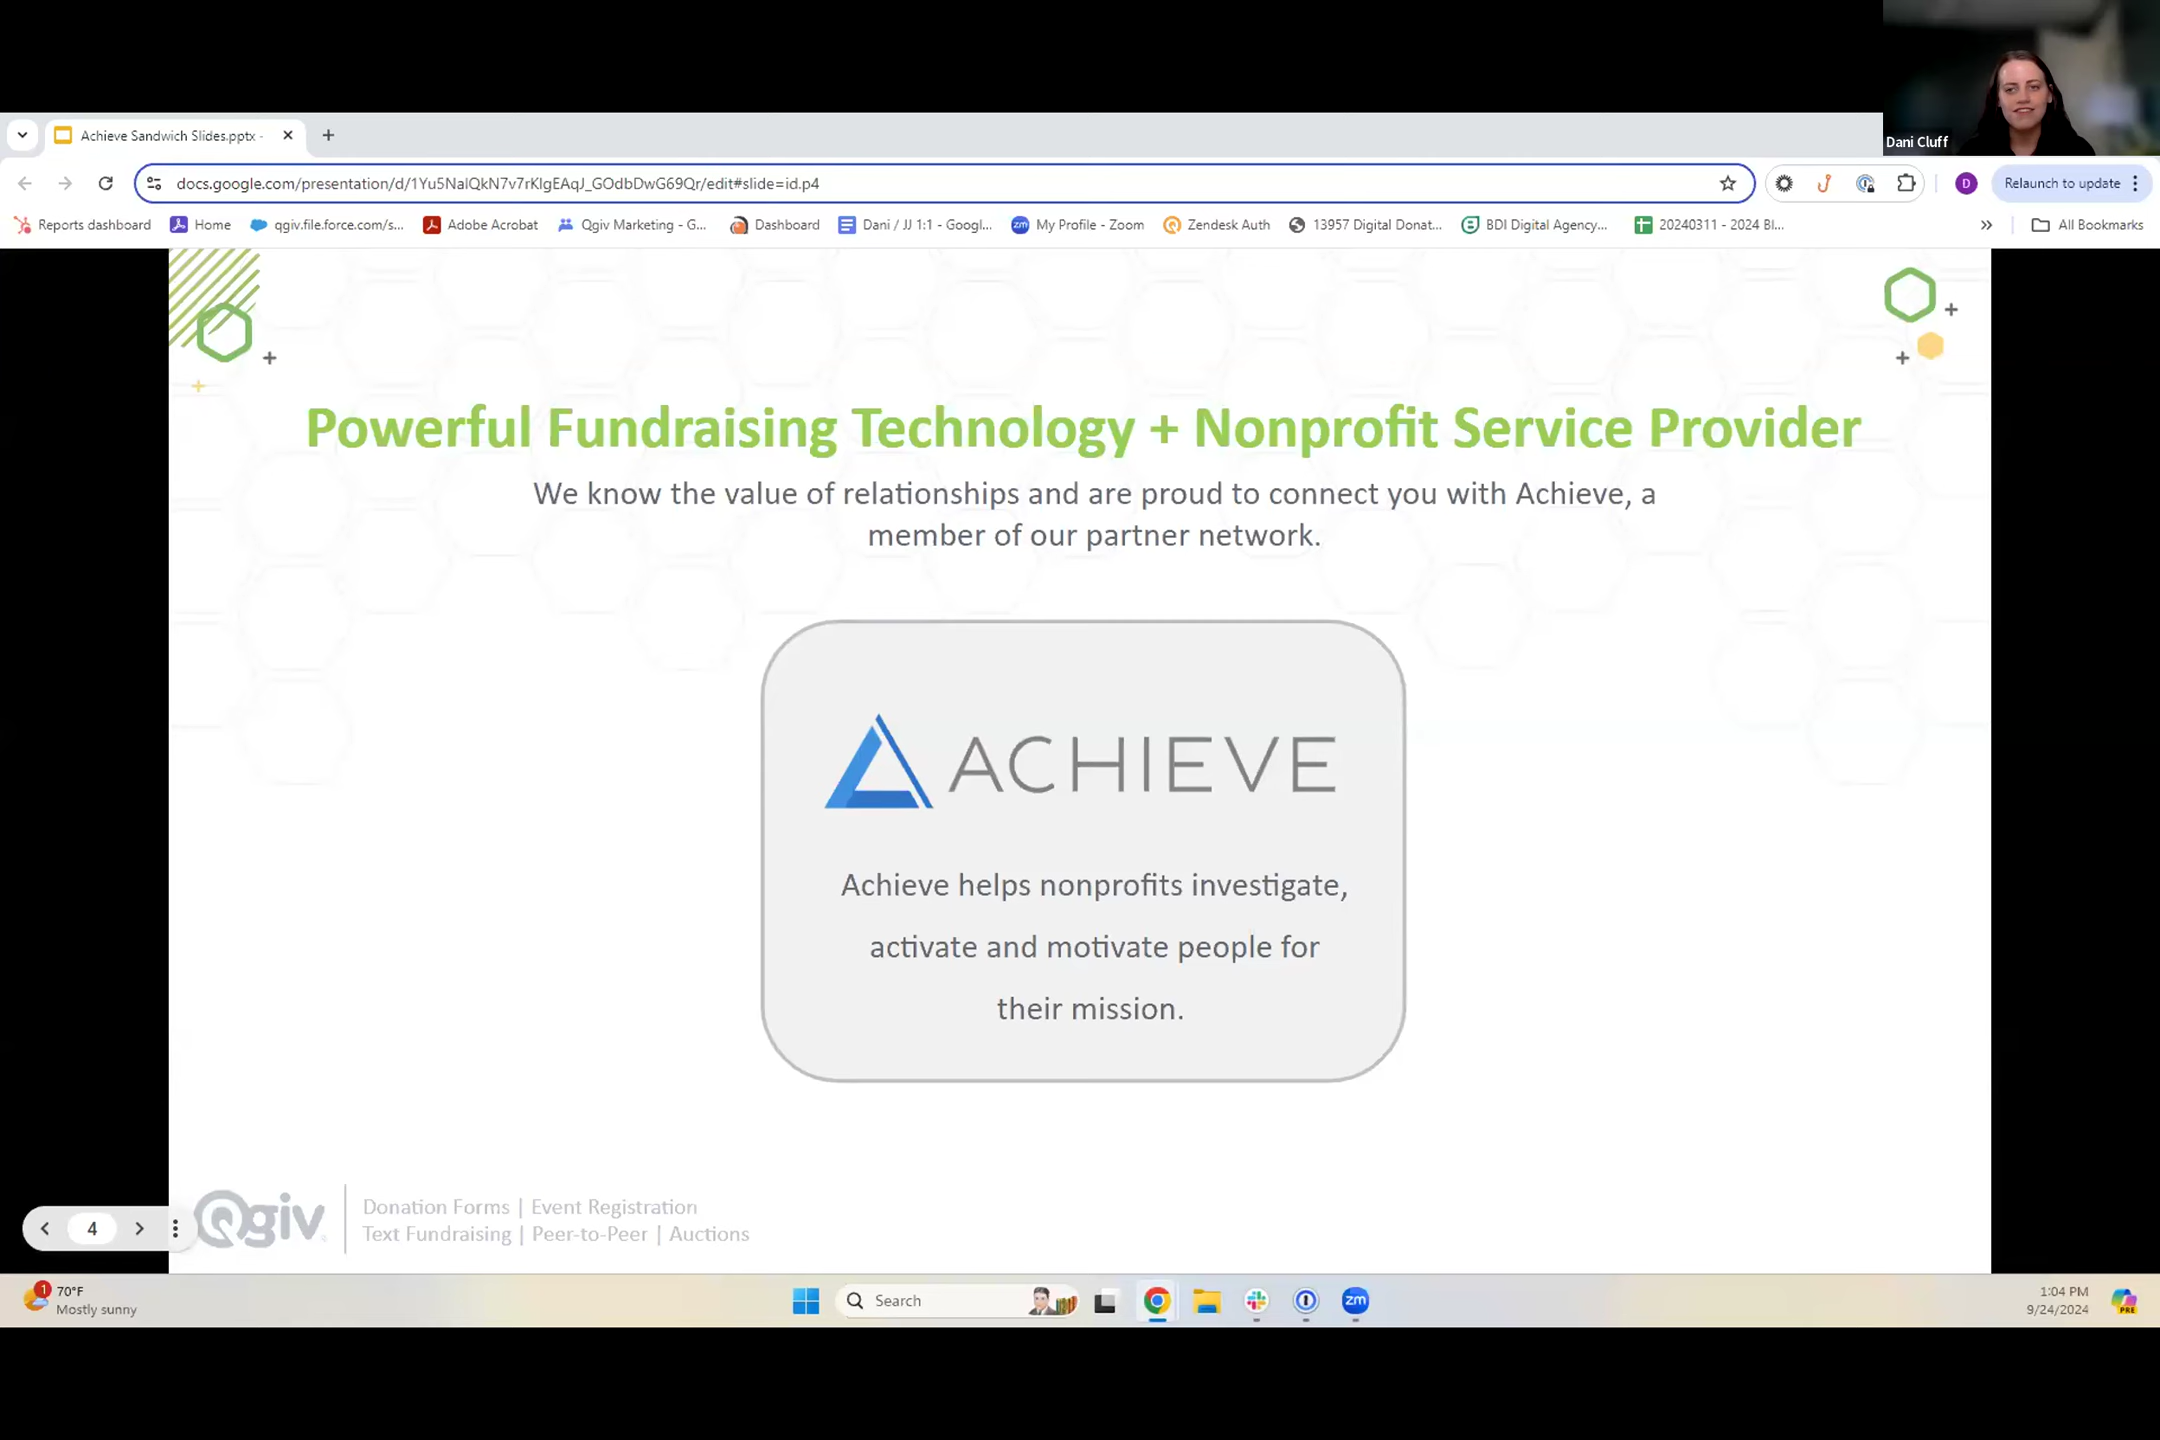 Dani Cluff
Achieve Sandwich Slides.pptx -
docs.google.com/presentation/d/1Yu5NalQkN7v7rKlgEAqJ_GOdbDwG69Qr/edit#slide=id.p4
D
Relaunch to update
Reports dashboard
Home
qgiv.file.force.com/s...
Adobe Acrobat
Qgiv Marketing - G...
Dashboard
Dani / JJ 1:1 - Googl...
My Profile - Zoom
Zendesk Auth
13957 Digital Donat...
BDI Digital Agency...
20240311 - 2024 Bl...
All Bookmarks
Powerful Fundraising Technology + Nonprofit Service Provider
We know the value of relationships and are proud to connect you with Achieve, a
member of our partner network.
ACHIEVE
Achieve helps nonprofits investigate,
activate and motivate people for
their mission.
4
Qgiv
Donation Forms | Event Registration
Text Fundraising | Peer-to-Peer | Auctions
1
70°F
Mostly sunny
Search
zm
1:04 PM
9/24/2024
PRE